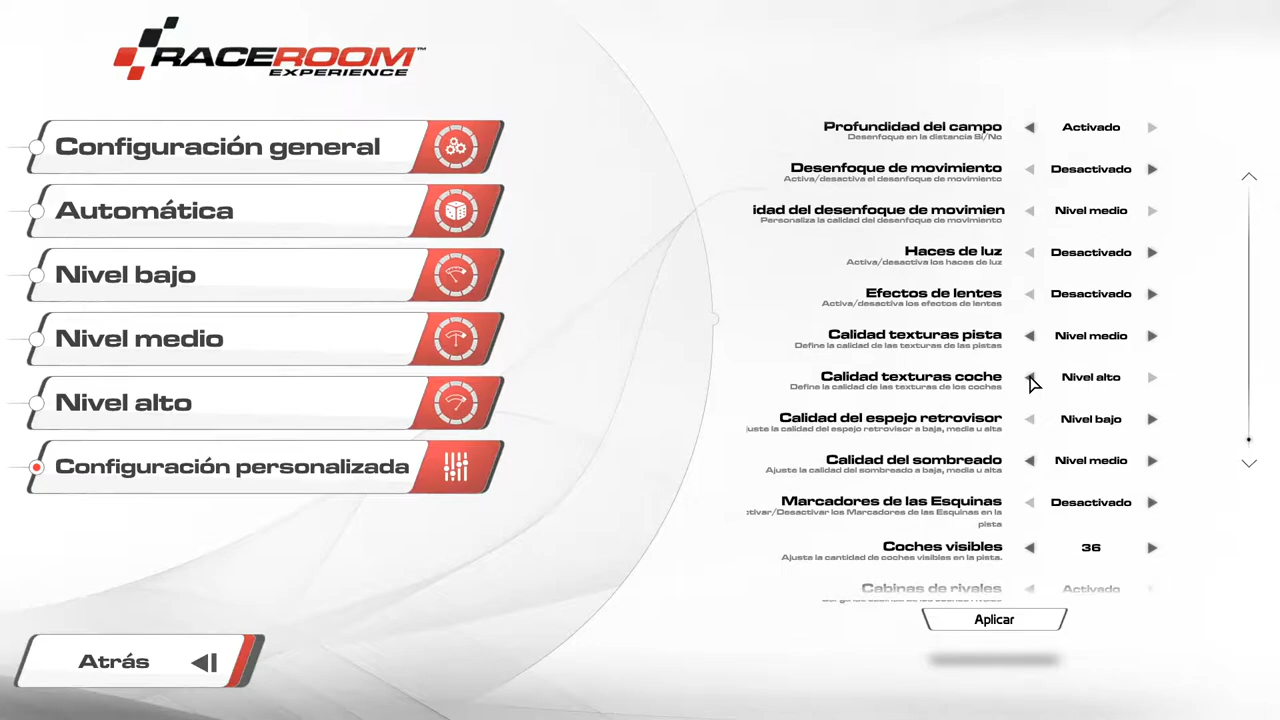 RACEROOM™
EXPERIENCE
Configuración general
Automática
Nivel bajo
Nivel medio
Nivel alto
Configuración personalizada
Atrás
Profundidad del campo Activado
Desenfoque en la distancia Sí/No
Desenfoque de movimiento Desactivado
Activa/desactiva el desenfoque de movimiento
idad del desenfoque de movimien Nivel medio
Personaliza la calidad del desenfoque de movimiento
Haces de luz Desactivado
Activa/desactiva los haces de luz
Efectos de lentes Desactivado
Activa/desactiva los efectos de lentes
Calidad texturas pista Nivel medio
Define la calidad de las texturas de las pistas
Calidad texturas coche Nivel alto
Define la calidad de las texturas de los coches
Calidad del espejo retrovisor Nivel bajo
juste la calidad del espejo retrovisor a baja, media u alta
Calidad del sombreado Nivel medio
Ajuste la calidad del sombreado a baja, media u alta
Marcadores de las Esquinas Desactivado
ctivar/Desactivar los Marcadores de las Esquinas en la
pista
Coches visibles 36
Ajuste la cantidad de coches visibles en la pista.
Cabinas de rivales Activado
Aplicar